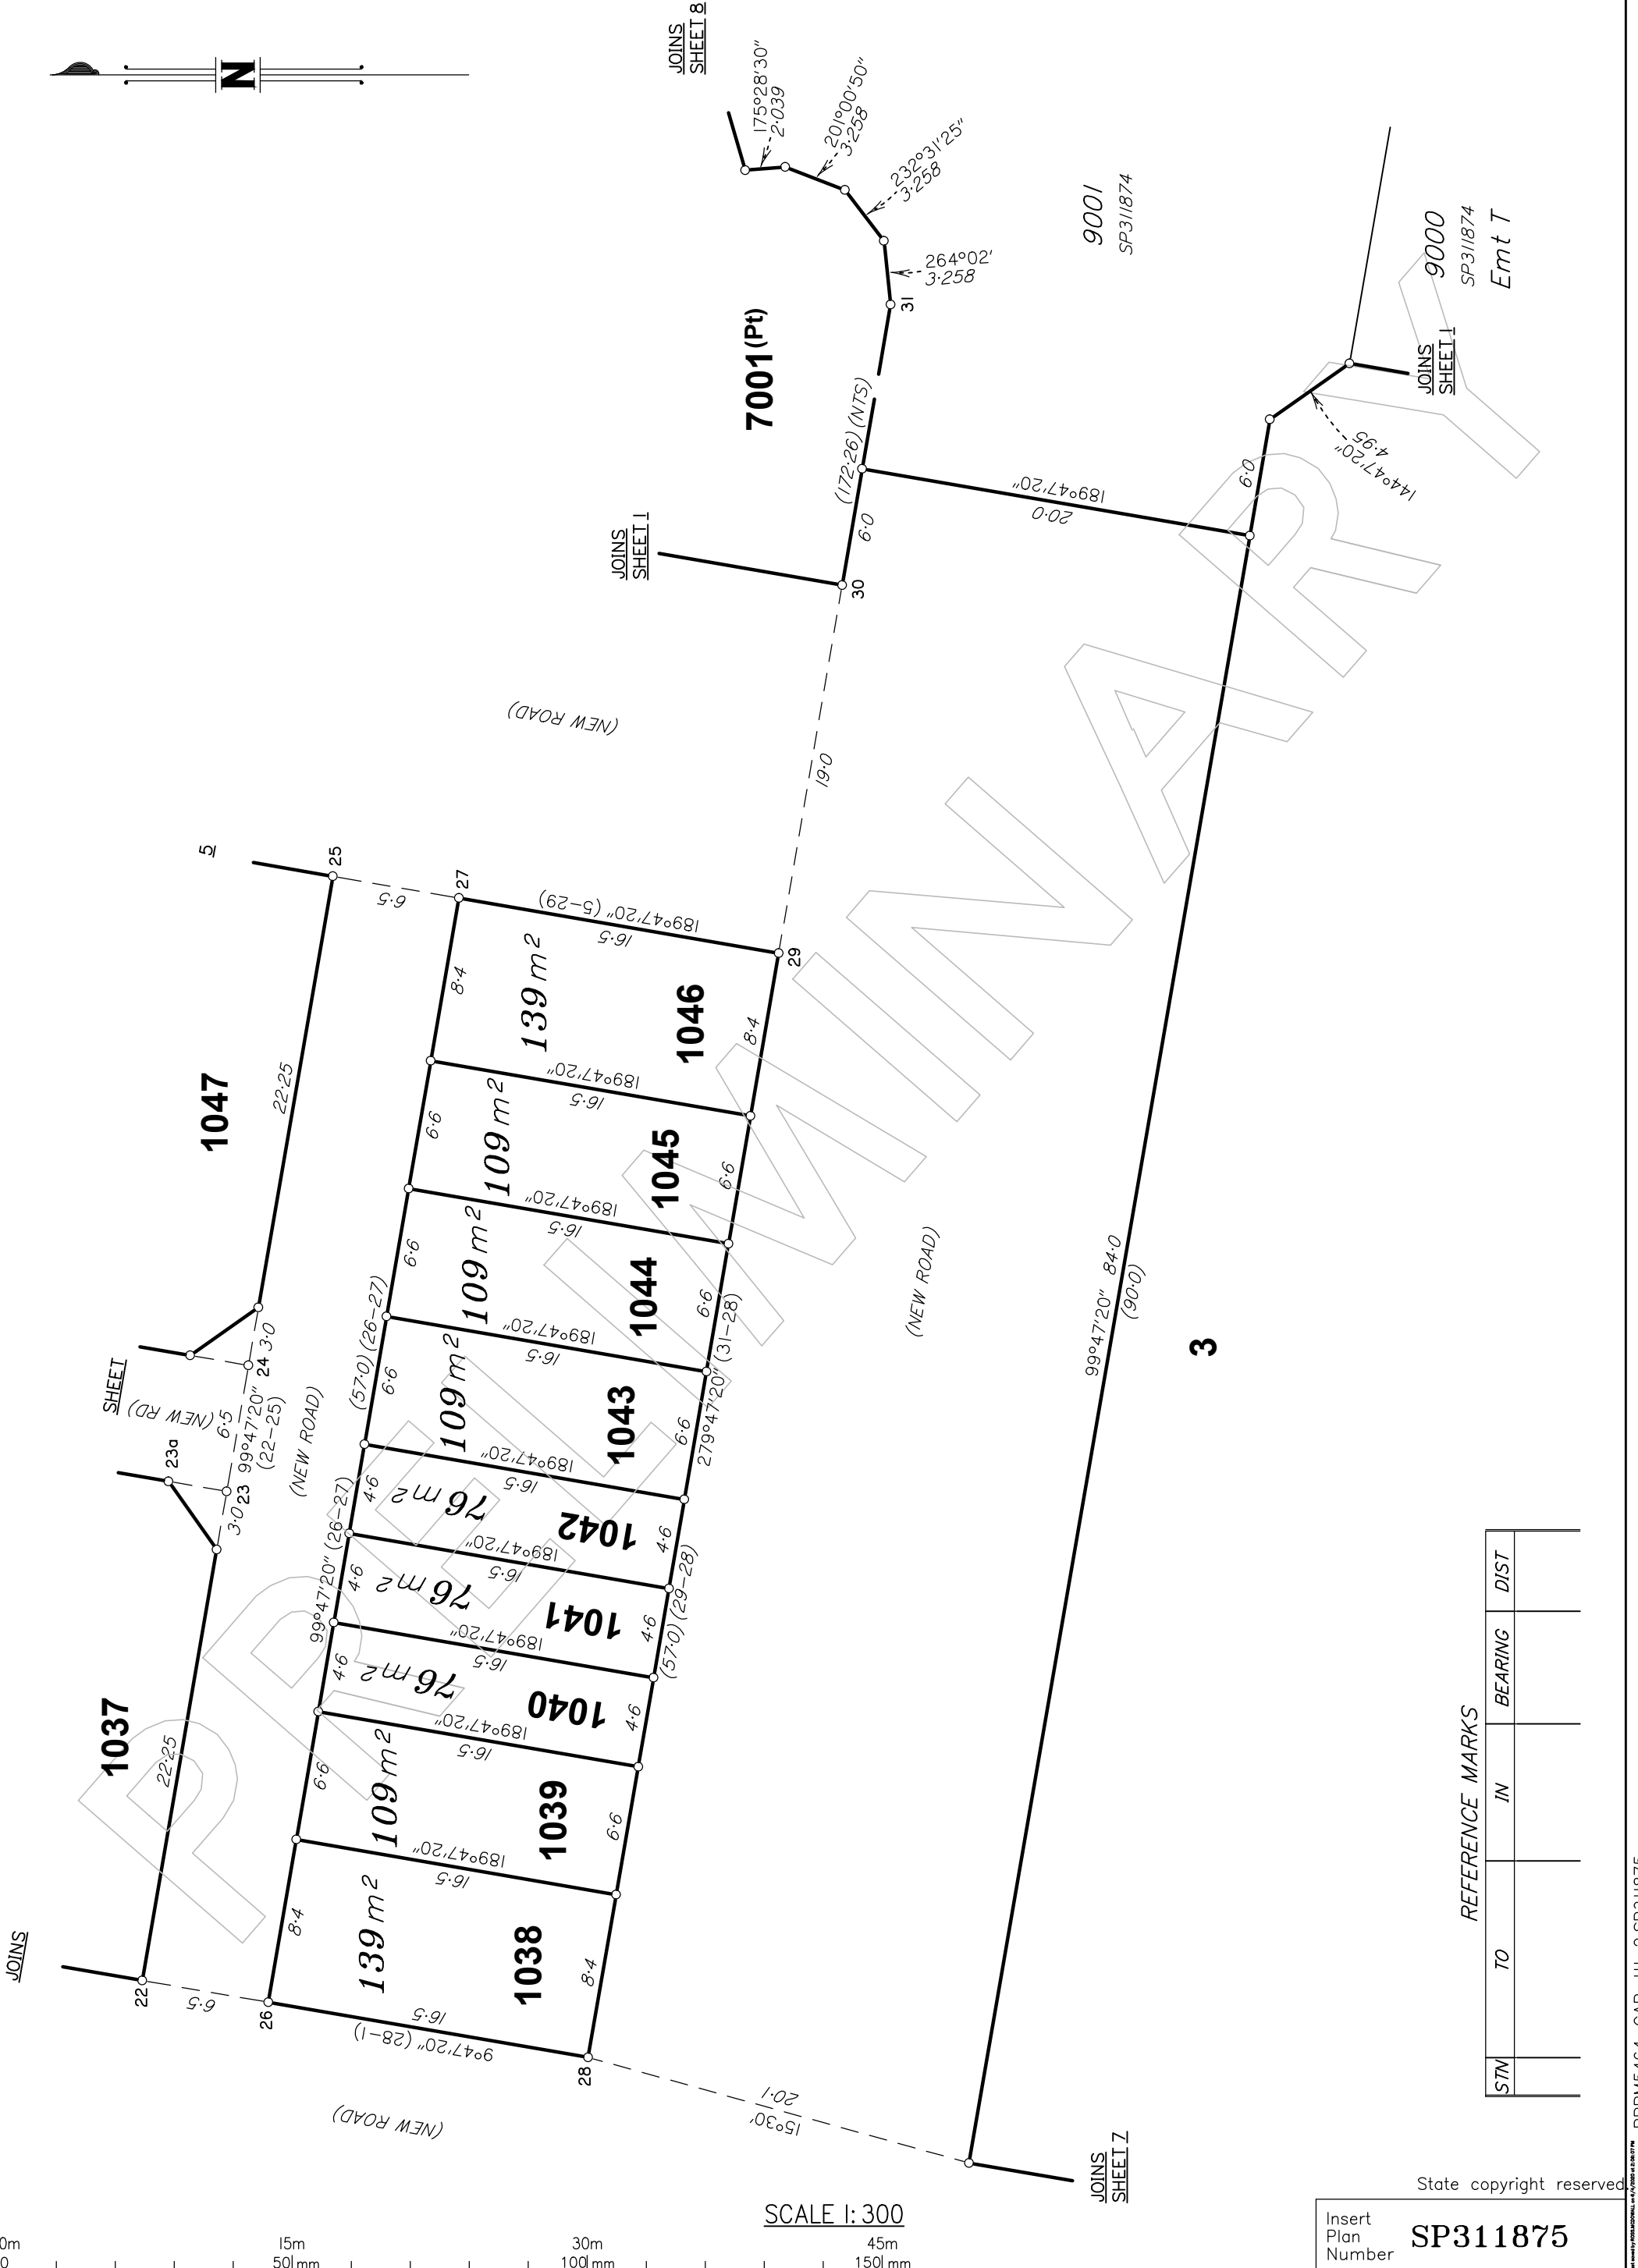 JOINS
SHEET 8
N
175°28'30"
2·039
201°00'50"
3·258
232°31'25"
3·258
264°02'
3·258
31
7001(Pt)
9001
SP311874
9000
SP311874
Emt T
JOINS
SHEET 1
144°47'20"
4·95
6·0
(172·26) (NTS)
189°47'20"
20·0
6·0
JOINS
SHEET 1
30
(NEW ROAD)
19·0
5
25
6·5
27
189°47'20" (5-29)
16·5
29
8·4
139 m2
1046
8·4
1047
22·25
189°47'20"
16·5
6·6
109 m2
1045
6·6
189°47'20"
16·5
6·6
109 m2
1044
6·6
189°47'20"
16·5
(57·0) (26-27)
6·6
109 m2
1043
6·6
279°47'20" (31-28)
189°47'20"
16·5
3·0
24
SHEET
(NEW RD)
6·5
99°47'20"
(22-25)
23a
23
3·0
(NEW ROAD)
4·6
76 m2
1042
4·6
189°47'20"
16·5
99°47'20" (26-27)
4·6
76 m2
1041
4·6
(57·0) (29-28)
189°47'20"
16·5
4·6
76 m2
1040
4·6
189°47'20"
16·5
1037
22·25
6·6
109 m2
1039
6·6
189°47'20"
16·5
8·4
139 m2
1038
8·4
JOINS
22
6·5
26
16·5
9°47'20" (28-1)
28
(NEW ROAD)
20·1
15°30'
(NEW ROAD)
99°47'20" 84·0
(90·0)
3
JOINS
SHEET 7
PRELIMINARY
REFERENCE MARKS
STN TO IN BEARING DIST
SCALE 1:300
0m 15m 30m 45m
0 50 mm 100 mm 150 mm
State copyright reserved.
Insert
Plan
Number
SP311875